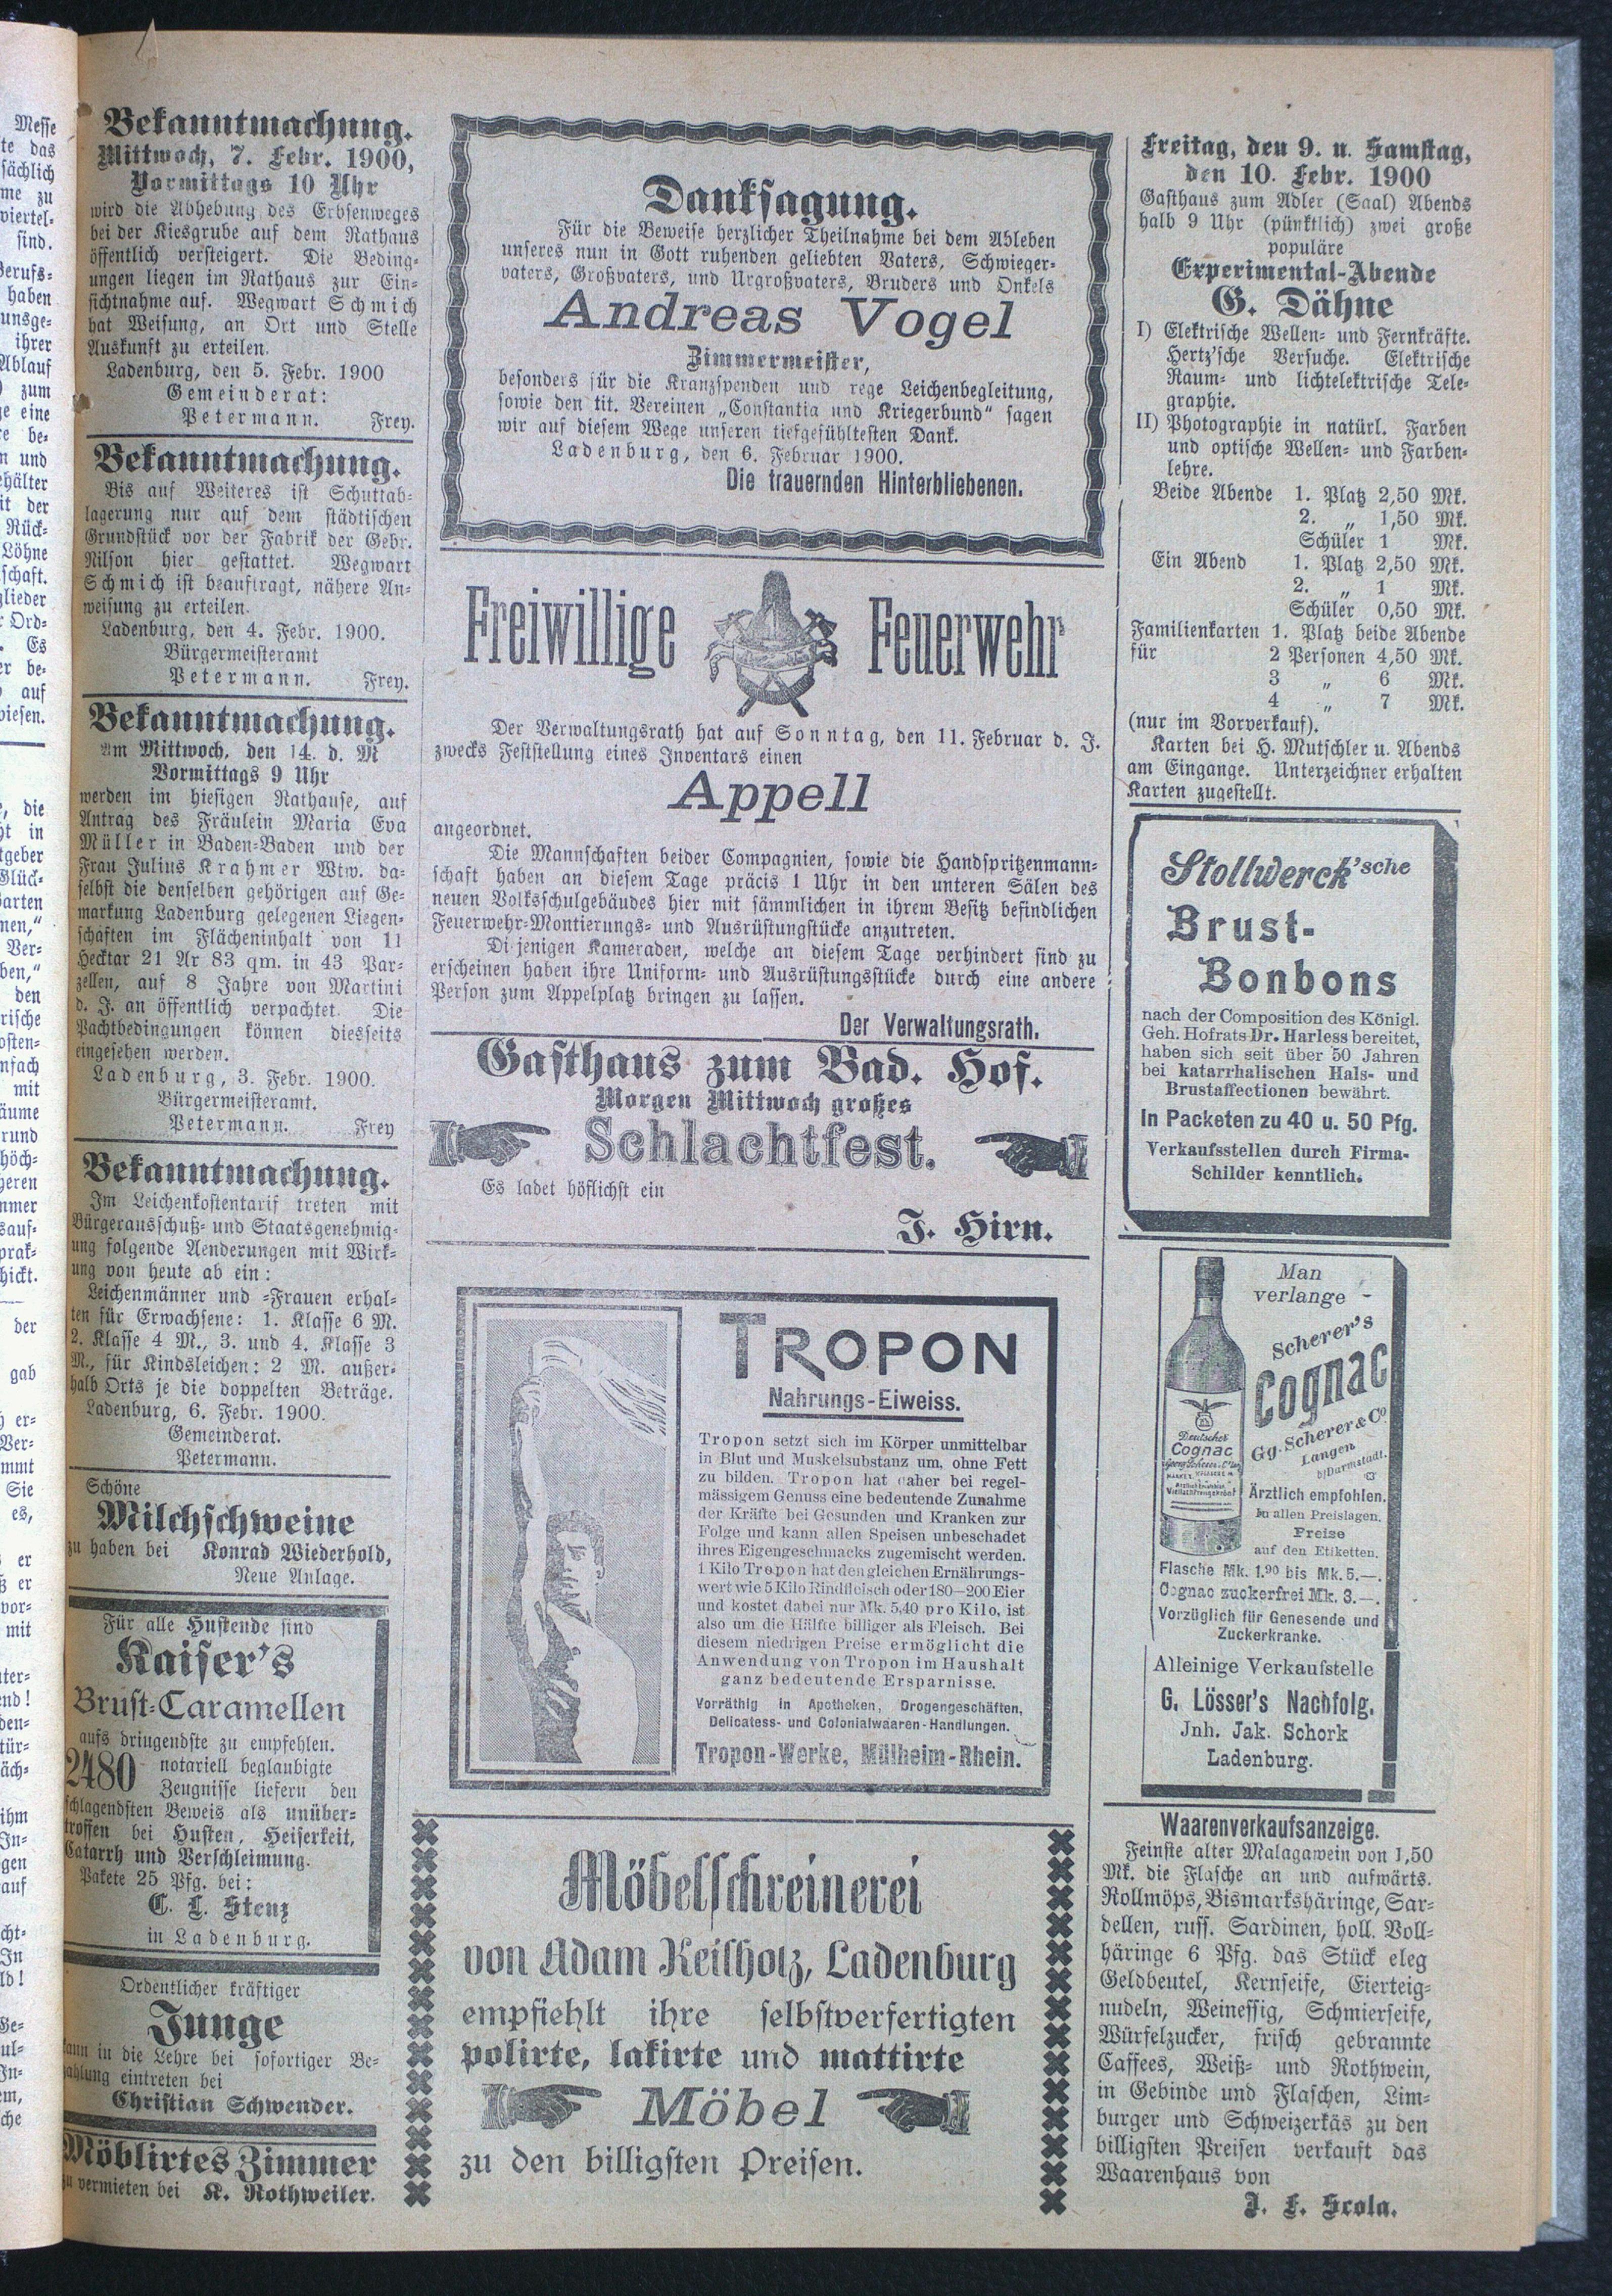 Bekanntmachung.
Mittwoch, 7. Febr. 1900,
Vormittags 10 Uhr
wird die Abhebung des Erbsenweges
bei der Kiesgrube auf dem Rathaus
öffentlich versteigert. Die Beding-
ungen liegen im Rathaus zur Ein-
sichtnahme auf. Wegwart Schmich
hat Weisung, an Ort und Stelle
Auskunft zu erteilen.
Ladenburg, den 5. Febr. 1900
Gemeinderat:
Petermann. Frey.
Bekanntmachung.
Bis auf Weiteres ist Schuttab-
lagerung nur auf dem städtischen
Grundstück vor der Fabrik der Gebr.
Nilson hier gestattet. Wegwart
Schmich ist beauftragt, nähere An-
weisung zu erteilen.
Ladenburg, den 4. Febr. 1900.
Bürgermeisteramt
Petermann. Frey.
Bekanntmachung.
Am Mittwoch, den 14. d. M
Vormittags 9 Uhr
werden im hiesigen Rathause, auf
Antrag des Fräulein Maria Eva
Müller in Baden-Baden und der
Frau Julius Krahmer Wtw. da-
selbst die denselben gehörigen auf Ge-
markung Ladenburg gelegenen Liegen-
schaften im Flächeninhalt von 11
Hecktar 21 Ar 83 qm. in 43 Par-
zellen, auf 8 Jahre von Martini
d. J. an öffentlich verpachtet. Die
Pachtbedingungen können diesseits
eingesehen werden.
Ladenburg, 3. Febr. 1900.
Bürgermeisteramt.
Petermann. Frey
Bekanntmachung.
Im Leichenkostentarif treten mit
Bürgerausschuß- und Staatsgenehmig-
ung folgende Aenderungen mit Wirk-
ung von heute ab ein:
Leichenmänner und -Frauen erhal-
ten für Erwachsene: 1. Klasse 6 M.
2. Klasse 4 M., 3. und 4. Klasse 3
M., für Kindsleichen: 2 M. außer-
halb Orts je die doppelten Beträge.
Ladenburg, 6. Febr. 1900.
Gemeinderat.
Petermann.
Schöne
Milchschweine
zu haben bei Konrad Wiederhold,
Neue Anlage.
Für alle Hustende sind
Kaiser's
Brust-Caramellen
aufs dringendste zu empfehlen.
2480 notariell beglaubigte
Zeugnisse liefern den
schlagendsten Beweis als unüber-
troffen bei Husten, Heiserkeit,
Catarrh und Verschleimung.
Pakete 25 Pfg. bei:
C. L. Stenz
in Ladenburg.
Ordentlicher kräftiger
Junge
kann in die Lehre bei sofortiger Be-
zahlung eintreten bei
Christian Schwender.
Möblirtes Zimmer
zu vermieten bei K. Rothweiler.
Danksagung.
Für die Beweise herzlicher Theilnahme bei dem Ableben
unseres nun in Gott ruhenden geliebten Vaters, Schwieger-
vaters, Großvaters, und Urgroßvaters, Bruders und Onkels
Andreas Vogel
Zimmermeister,
besonders für die Kranzspenden und rege Leichenbegleitung,
sowie den tit. Vereinen „Constantia und Kriegerbund" sagen
wir auf diesem Wege unseren tiefgefühltesten Dank.
Ladenburg, den 6. Februar 1900.
Die trauernden Hinterbliebenen.
Freiwillige Feuerwehr
Der Verwaltungsrath hat auf Sonntag, den 11. Februar d. J.
zwecks Feststellung eines Inventars einen
Appell
angeordnet.
Die Mannschaften beider Compagnien, sowie die Handspritzenmann-
schaft haben an diesem Tage präcis 1 Uhr in den unteren Sälen des
neuen Volksschulgebäudes hier mit sämmlichen in ihrem Besitz befindlichen
Feuerwehr-Montierungs- und Ausrüstungstücke anzutreten.
Di jenigen Kameraden, welche an diesem Tage verhindert sind zu
erscheinen haben ihre Uniform- und Ausrüstungsstücke durch eine andere
Person zum Appelplatz bringen zu lassen.
Der Verwaltungsrath.
Gasthaus zum Bad. Hof.
Morgen Mittwoch großes
Schlachtfest.
Es ladet höflichst ein
J. Hirn.
TROPON
Nahrungs-Eiweiss.
Tropon setzt sich im Körper unmittelbar
in Blut und Muskelsubstanz um, ohne Fett
zu bilden. Tropon hat daher bei regel-
mässigem Genuss eine bedeutende Zunahme
der Kräfte bei Gesunden und Kranken zur
Folge und kann allen Speisen unbeschadet
ihres Eigengeschmacks zugemischt werden.
1 Kilo Tropon hat den gleichen Ernährungs-
wert wie 5 Kilo Rindfleisch oder 180—200 Eier
und kostet dabei nur Mk. 5,40 pro Kilo, ist
also um die Hälfte billiger als Fleisch. Bei
diesem niedrigen Preise ermöglicht die
Anwendung von Tropon im Haushalt
ganz bedeutende Ersparnisse.
Vorräthig in Apotheken, Drogengeschäften,
Delicatess- und Colonialwaaren-Handlungen.
Tropon-Werke, Mülheim-Rhein.
Möbelschreinerei
von Adam Keilholz, Ladenburg
empfiehlt ihre selbstverfertigten
polirte, lakirte und mattirte
Möbel
zu den billigsten Preisen.
Freitag, den 9. u. Samstag,
den 10. Febr. 1900
Gasthaus zum Adler (Saal) Abends
halb 9 Uhr (pünktlich) zwei große
populäre
Experimental-Abende
G. Dähne
I) Elektrische Wellen- und Fernkräfte.
Hertz'sche Versuche. Elektrische
Raum- und lichtelektrische Tele-
graphie.
II) Photographie in natürl. Farben
und optische Wellen- und Farben-
lehre.
Beide Abende 1. Platz 2,50 Mk.
2. „ 1,50 Mk.
Schüler 1 Mk.
Ein Abend 1. Platz 2,50 Mk.
2. „ 1 Mk.
Schüler 0,50 Mk.
Familienkarten 1. Platz beide Abende
für 2 Personen 4,50 Mk.
3 „ 6 Mk.
4 „ 7 Mk.
(nur im Vorverkauf).
Karten bei H. Mutschler u. Abends
am Eingange. Unterzeichner erhalten
Karten zugestellt.
Stollwerck'sche
Brust-
Bonbons
nach der Composition des Königl.
Geh. Hofrats Dr. Harless bereitet,
haben sich seit über 50 Jahren
bei katarrhalischen Hals- und
Brustaffectionen bewährt.
In Packeten zu 40 u. 50 Pfg.
Verkaufsstellen durch Firma-
Schilder kenntlich.
Man
verlange -
Scherer's
Cognac
Gg. Scherer & Co
Langen
b/Darmstadt.
Deutscher
Cognac
Ärztlich empfohlen.
In allen Preislagen.
Preise
auf den Etiketten.
Flasche Mk. 1.90 bis Mk. 5.—.
Cognac zuckerfrei Mk. 3.—.
Vorzüglich für Genesende und
Zuckerkranke.
Alleinige Verkaufstelle
G. Lösser's Nachfolg.
Jnh. Jak. Schork
Ladenburg.
Waarenverkaufsanzeige.
Feinste alter Malagawein von 1,50
Mk. die Flasche an und aufwärts.
Rollmöps, Bismarkshäringe, Sar-
dellen, russ. Sardinen, holl. Voll-
häringe 6 Pfg. das Stück eleg
Geldbeutel, Kernseife, Eierteig-
nudeln, Weinessig, Schmierseife,
Würfelzucker, frisch gebrannte
Caffees, Weiß- und Rothwein,
in Gebinde und Flaschen, Lim-
burger und Schweizerkäs zu den
billigsten Preisen verkauft das
Waarenhaus von
J. F. Scola.